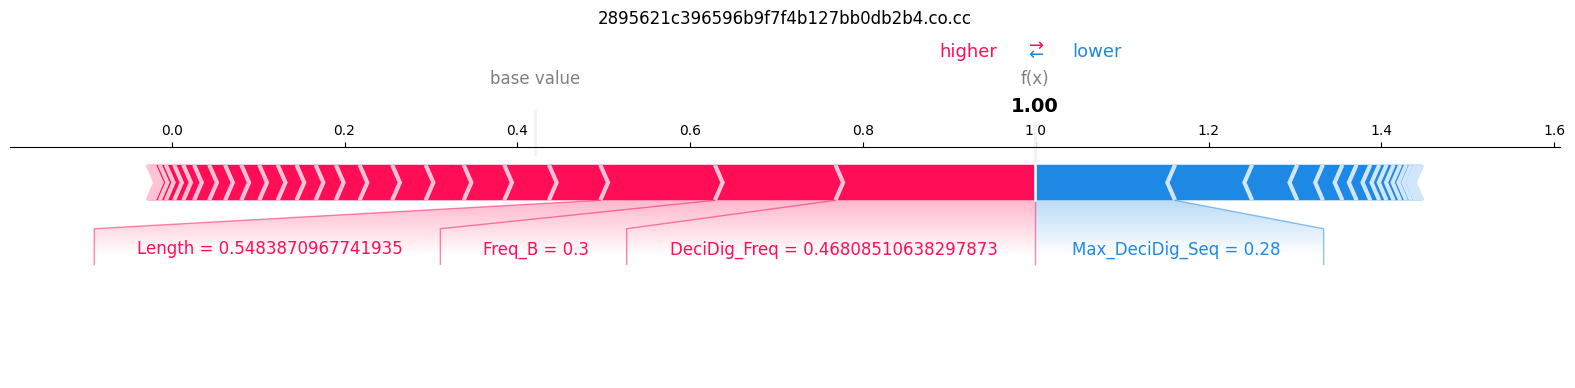 2895621c396596b9f7f4b127bb0db2b4.co.cc
higher ⇄ lower
base value f(x)
1.00
0.0 0.2 0.4 0.6 0.8 1.0 1.2 1.4 1.6
Length = 0.5483870967741935 Freq_B = 0.3 DeciDig_Freq = 0.46808510638297873 Max_DeciDig_Seq = 0.28